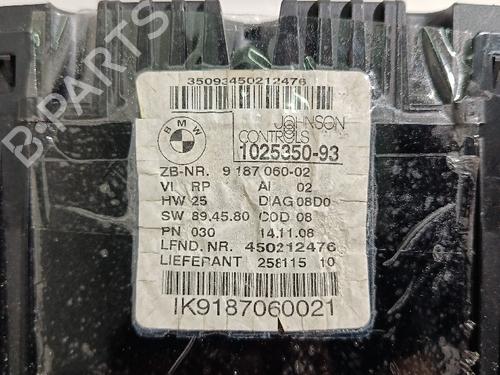 B-PARTS
35093450212476
BMW
JOHNSON
CONTROLS
1025350-93
ZB-NR. 9 187 060-02
VI RP AI 02
HW 25 DIAG 08D0
SW 89.45.80 COD 08
PN 030 14.11.08
LFND. NR. 450212476
LIEFERANT 258115 10
IK9187060021